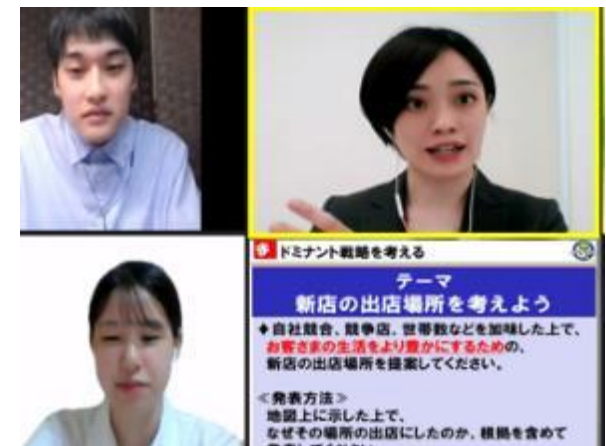 ドミナント戦略を考える
テーマ
新店の出店場所を考えよう
◆自社競合、競争店、世帯数などを加味した上で、
お客さまの生活をより豊かにするための、
新店の出店場所を提案してください。
≪発表方法≫
地図上に示した上で、
なぜその場所の出店にしたのか、根拠を含めて